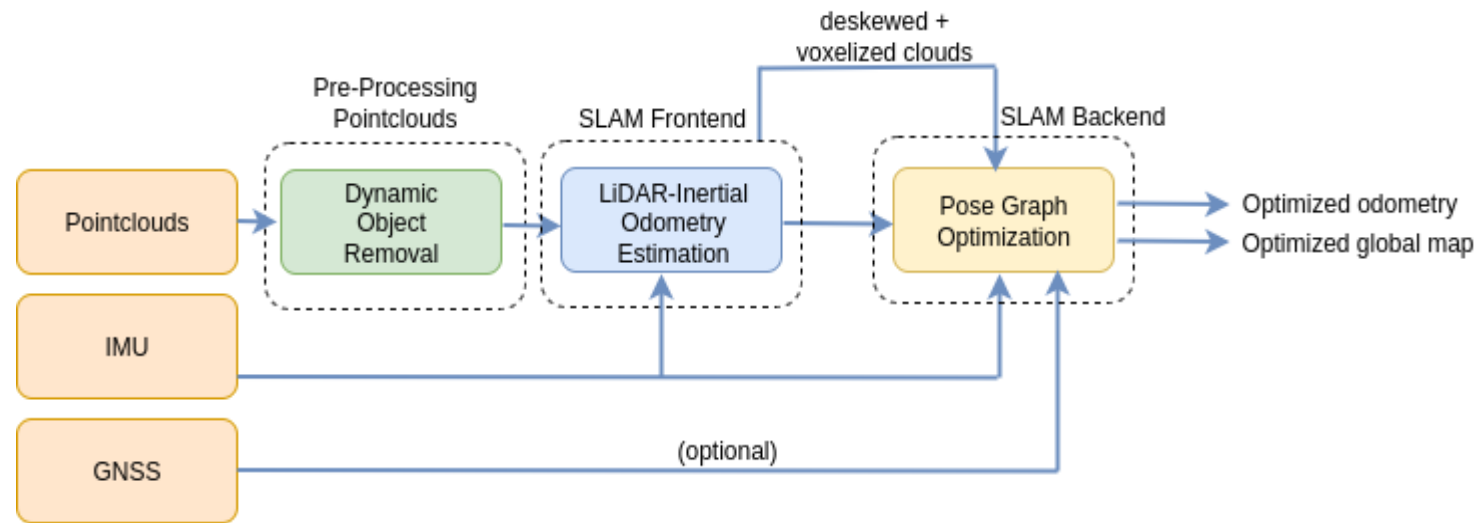 deskewed +
voxelized clouds
Pre-Processing
Pointclouds
SLAM Frontend
SLAM Backend
Pointclouds
Dynamic
Object
Removal
LiDAR-Inertial
Odometry
Estimation
Pose Graph
Optimization
Optimized odometry
Optimized global map
IMU
GNSS
(optional)